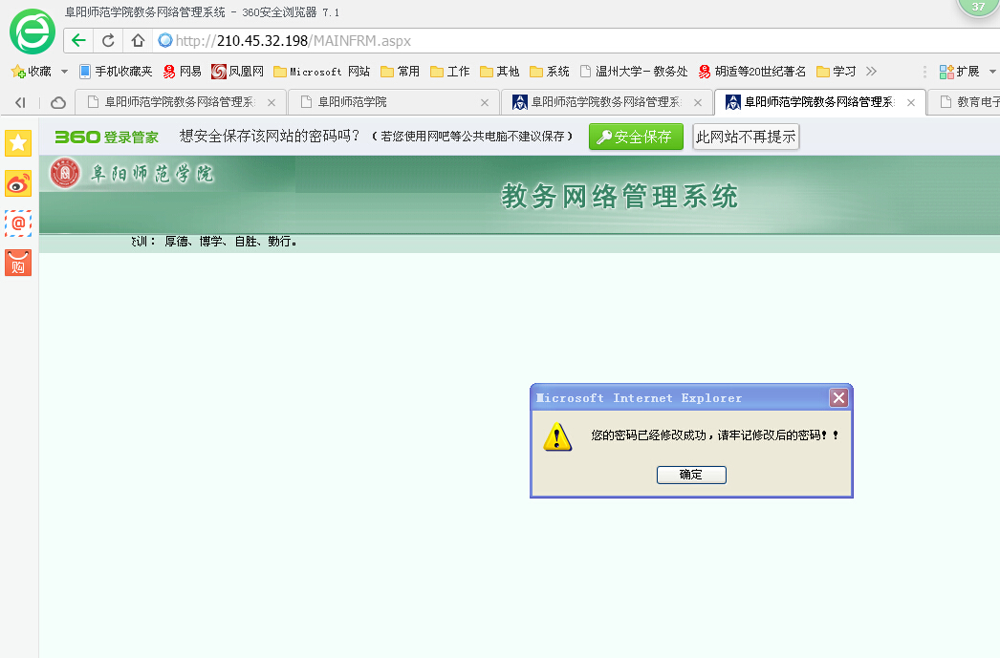 阜阳师范学院教务网络管理系统 - 360安全浏览器 7.1
37
http://210.45.32.198/MAINFRM.aspx
收藏 手机收藏夹 网易 凤凰网 Microsoft 网站 常用 工作 其他 系统 温州大学－教务处 胡适等20世纪著名 学习 扩展
阜阳师范学院教务网络管理系 阜阳师范学院 阜阳师范学院教务网络管理系 阜阳师范学院教务网络管理系 教育电子
360登录管家 想安全保存该网站的密码吗？（若您使用网吧等公共电脑不建议保存） 安全保存 此网站不再提示
阜阳师范学院
教务网络管理系统
训： 厚德、博学、自胜、勤行。
@
购
Microsoft Internet Explorer
您的密码已经修改成功，请牢记修改后的密码！！
确定